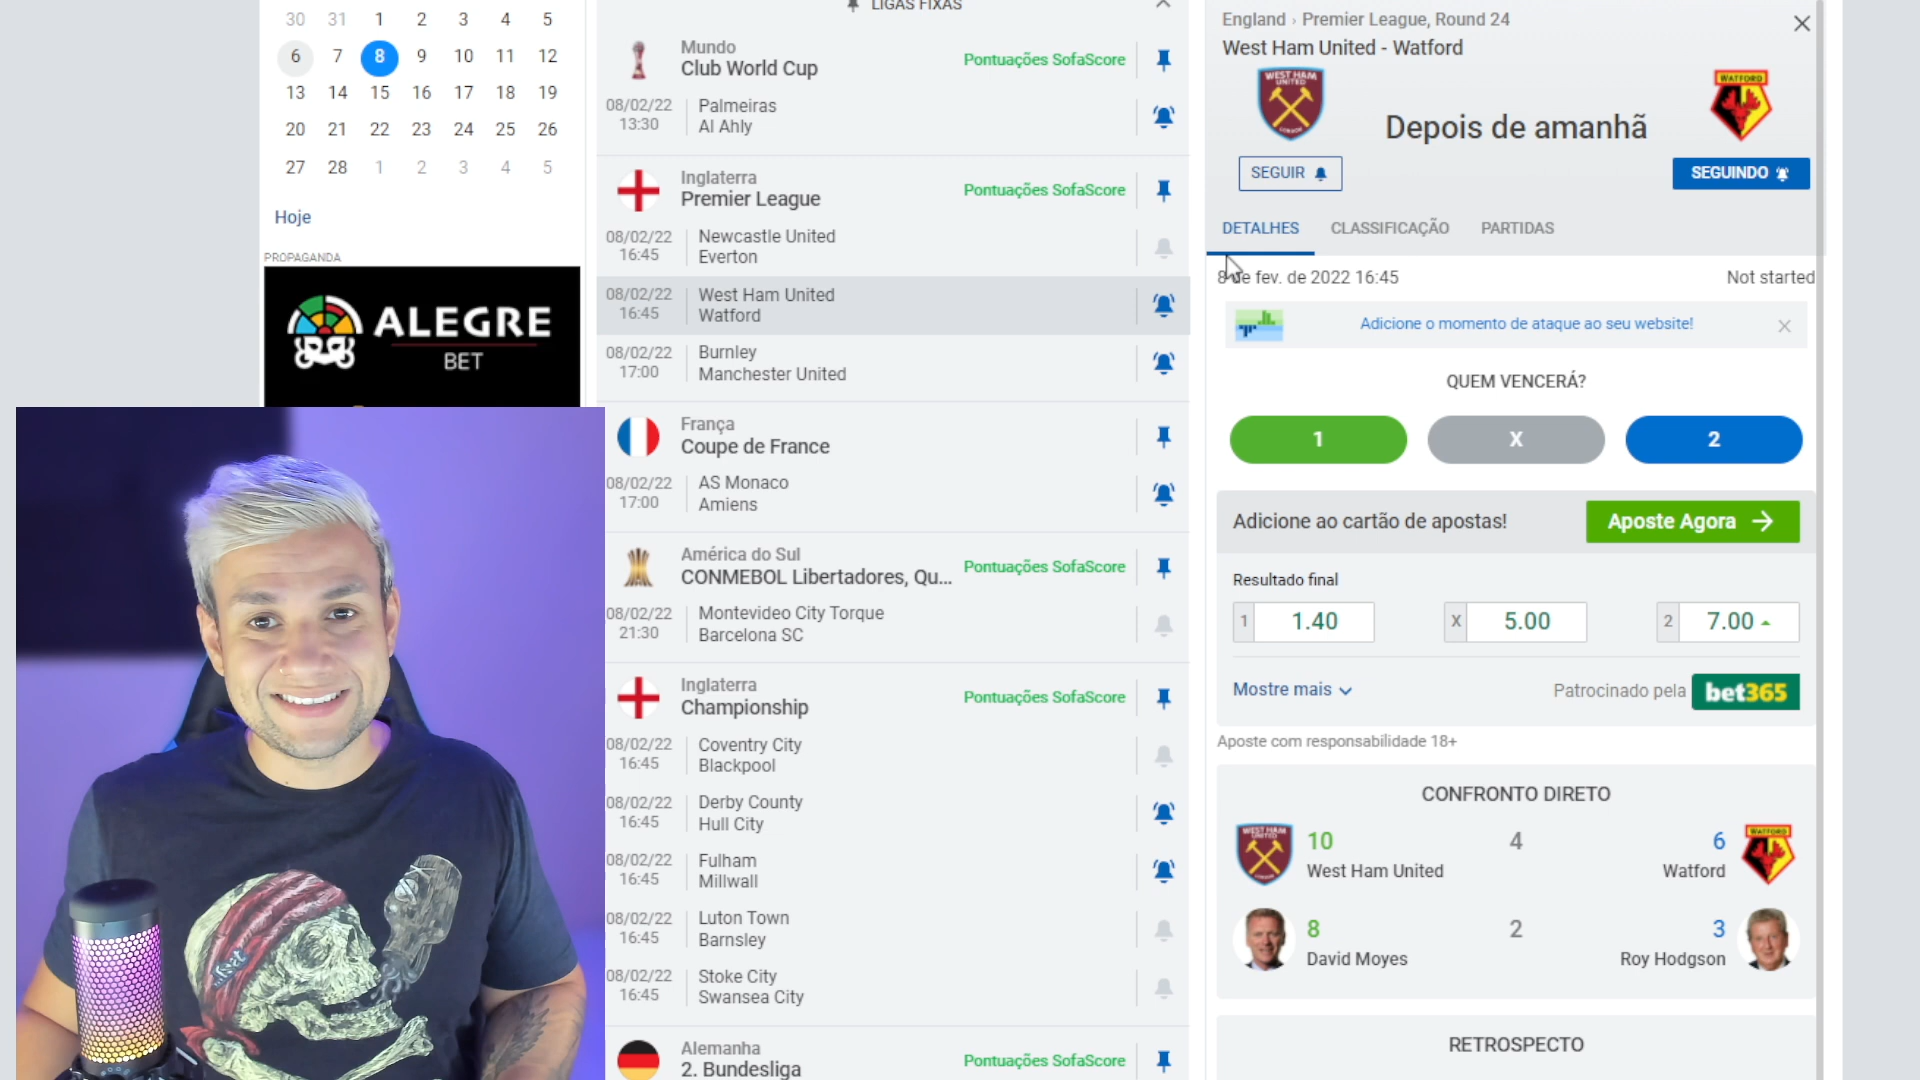 30 31 1 2 3 4 5
6 7 8 9 10 11 12
13 14 15 16 17 18 19
20 21 22 23 24 25 26
27 28 1 2 3 4 5
Hoje
PROPAGANDA
ALEGRE
BET
LIGAS FIXAS
Mundo
Club World Cup
Pontuações SofaScore
08/02/22
13:30
Palmeiras
Al Ahly
Inglaterra
Premier League
Pontuações SofaScore
08/02/22
16:45
Newcastle United
Everton
08/02/22
16:45
West Ham United
Watford
08/02/22
17:00
Burnley
Manchester United
França
Coupe de France
08/02/22
17:00
AS Monaco
Amiens
América do Sul
CONMEBOL Libertadores, Qu...
Pontuações SofaScore
08/02/22
21:30
Montevideo City Torque
Barcelona SC
Inglaterra
Championship
Pontuações SofaScore
08/02/22
16:45
Coventry City
Blackpool
08/02/22
16:45
Derby County
Hull City
08/02/22
16:45
Fulham
Millwall
08/02/22
16:45
Luton Town
Barnsley
08/02/22
16:45
Stoke City
Swansea City
Alemanha
2. Bundesliga
Pontuações SofaScore
England › Premier League, Round 24
West Ham United - Watford
WEST HAM
UNITED
LONDON
WATFORD
Depois de amanhã
SEGUIR
SEGUINDO
DETALHES CLASSIFICAÇÃO PARTIDAS
8 de fev. de 2022 16:45
Not started
Adicione o momento de ataque ao seu website!
QUEM VENCERÁ?
1 X 2
Adicione ao cartão de apostas!
Aposte Agora
Resultado final
1 1.40 X 5.00 2 7.00
Mostre mais
Patrocinado pela bet365
Aposte com responsabilidade 18+
CONFRONTO DIRETO
WEST HAM
UNITED
LONDON
WATFORD
10 4 6
West Ham United
Watford
8 2 3
David Moyes
Roy Hodgson
RETROSPECTO